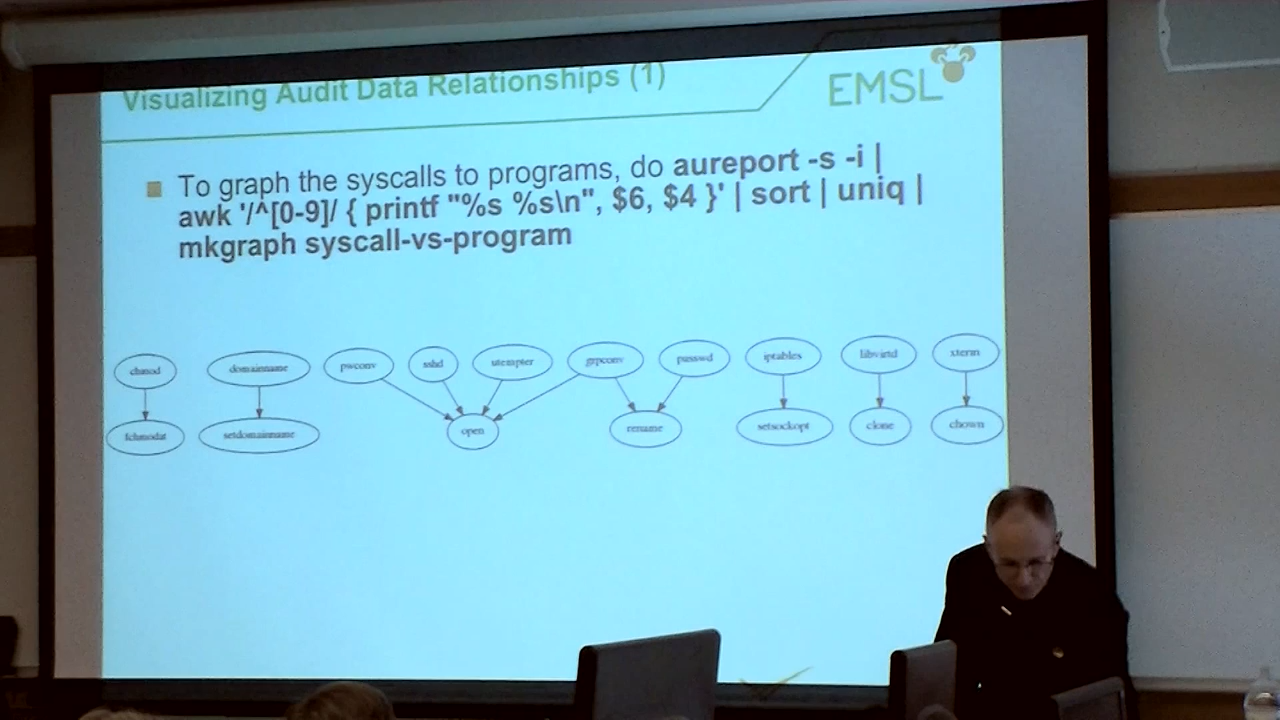 Visualizing Audit Data Relationships (1)
EMSL
To graph the syscalls to programs, do aureport -s -i |
awk '/^[0-9]/ { printf "%s %s\n", $6, $4 }' | sort | uniq |
mkgraph syscall-vs-program
chmod
domainname
pwconv
sshd
utempter
grpconv
passwd
iptables
libvirtd
xterm
fchmodat
setdomainname
open
rename
setsockopt
clone
chown